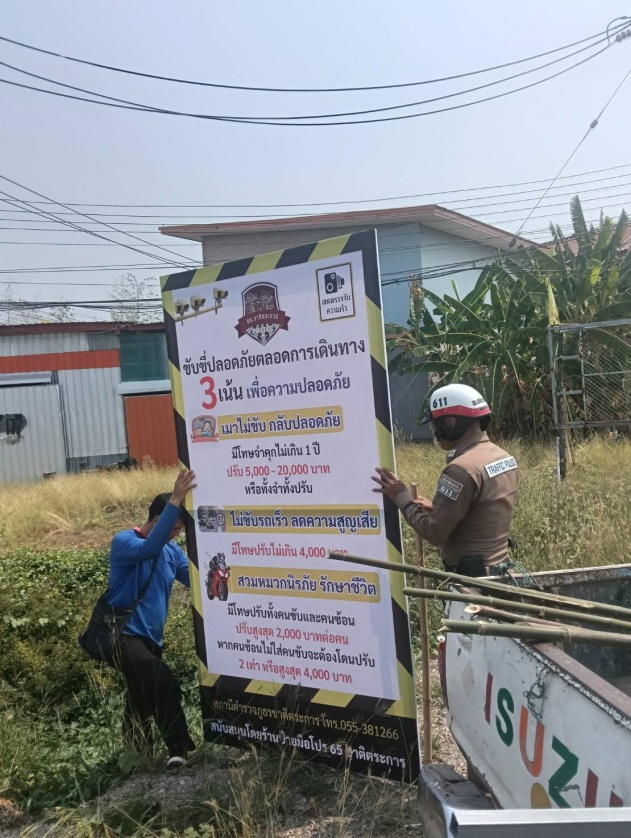 เขตตรวจจับ
ความเร็ว
ขับขี่ปลอดภัยตลอดการเดินทาง
3 เน้น เพื่อความปลอดภัย
เมาไม่ขับ กลับปลอดภัย
มีโทษจำคุกไม่เกิน 1 ปี
ปรับ 5,000 - 20,000 บาท
หรือทั้งจำทั้งปรับ
ไม่ขับรถเร็ว ลดความสูญเสีย
มีโทษปรับไม่เกิน 4,000 บาท
สวมหมวกนิรภัย รักษาชีวิต
มีโทษปรับทั้งคนขับและคนซ้อน
ปรับสูงสุด 2,000 บาทต่อคน
หากคนซ้อนไม่ใส่คนขับจะต้องโดนปรับ
2 เท่า หรือสูงสุด 4,000 บาท
สถานีตำรวจภูธรชาติตระการ โทร.055-381266
สนับสนุนโดยร้านป้ายมือโปร 65 ชาติตระการ
611
TRAFFIC POLICE
611
ISUZU